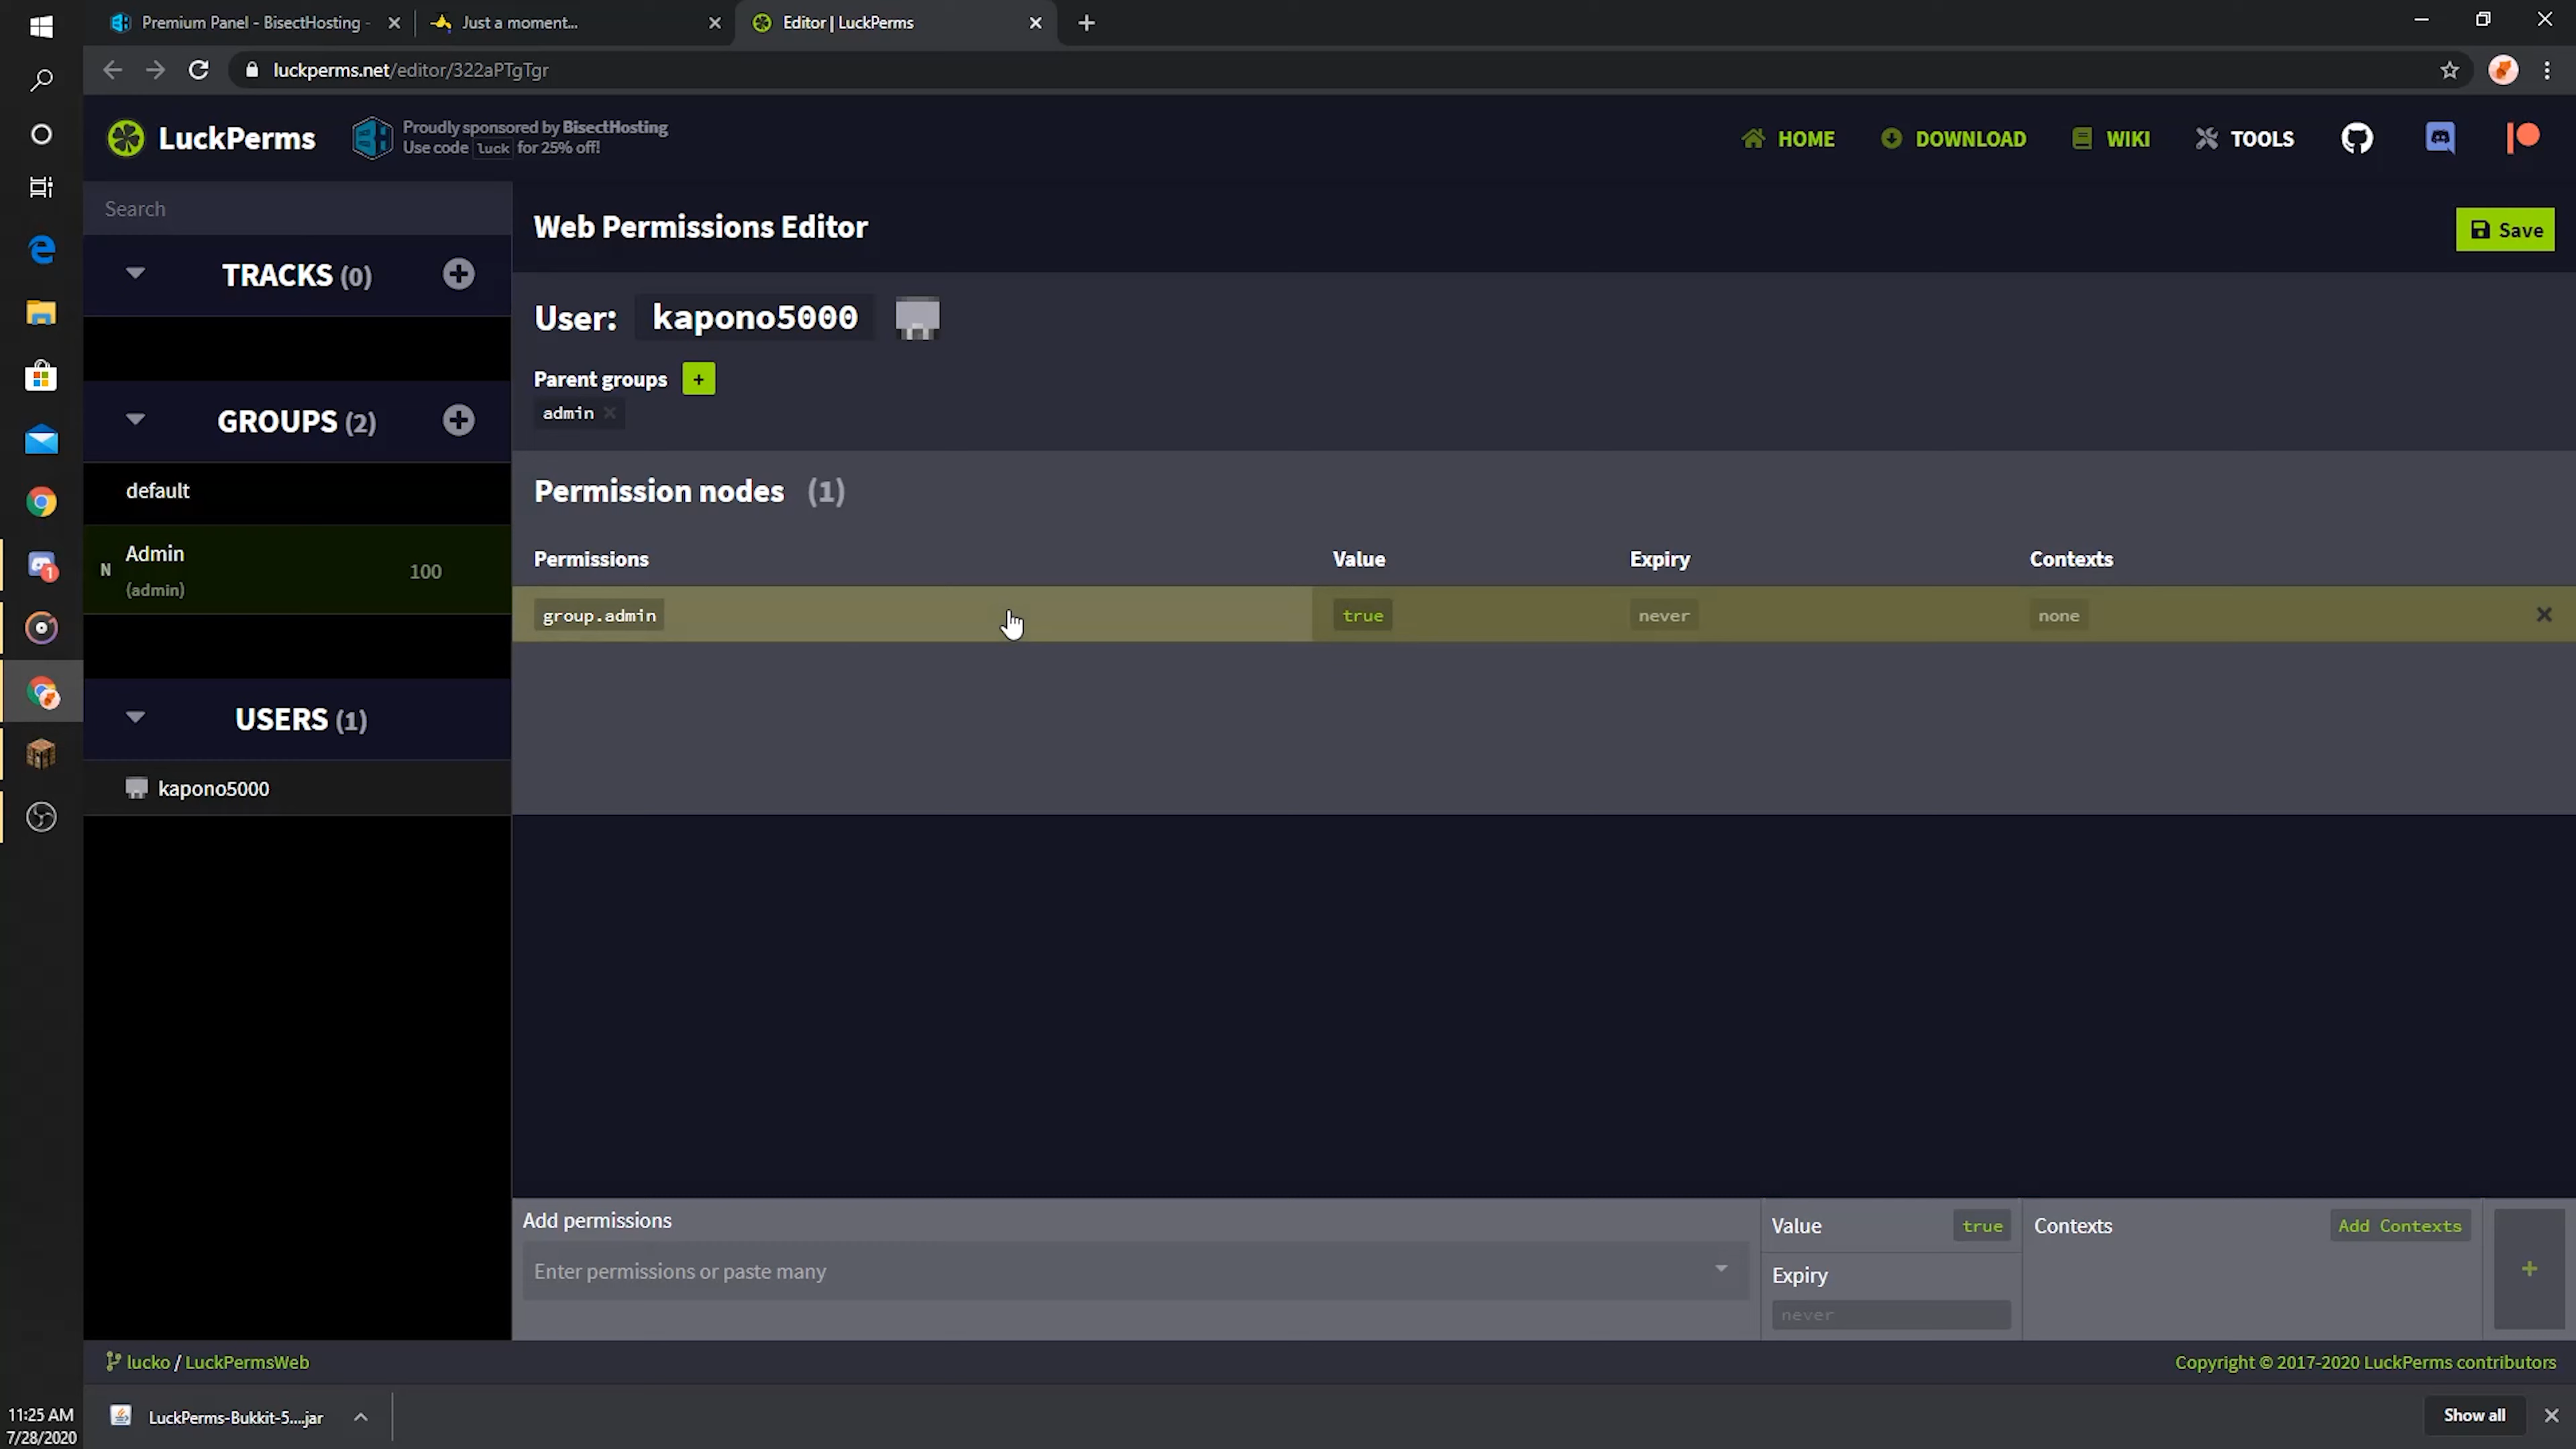 Premium Panel - BisectHosting -
Just a moment...
Editor | LuckPerms
luckperms.net/editor/322aPTgTgr
LuckPerms
Proudly sponsored by BisectHosting
Use code luck for 25% off!
HOME
DOWNLOAD
WIKI
TOOLS
Search
Web Permissions Editor
Save
TRACKS (0)
User: kapono5000
Parent groups +
admin
GROUPS (2)
default
Permission nodes (1)
Admin
N
100
(admin)
Permissions Value Expiry Contexts
group.admin true never none
USERS (1)
kapono5000
Add permissions
Enter permissions or paste many
Value true
Expiry
never
Contexts
Add Contexts
+
lucko / LuckPermsWeb
Copyright © 2017-2020 LuckPerms contributors
1
11:25 AM
7/28/2020
LuckPerms-Bukkit-5....jar
Show all